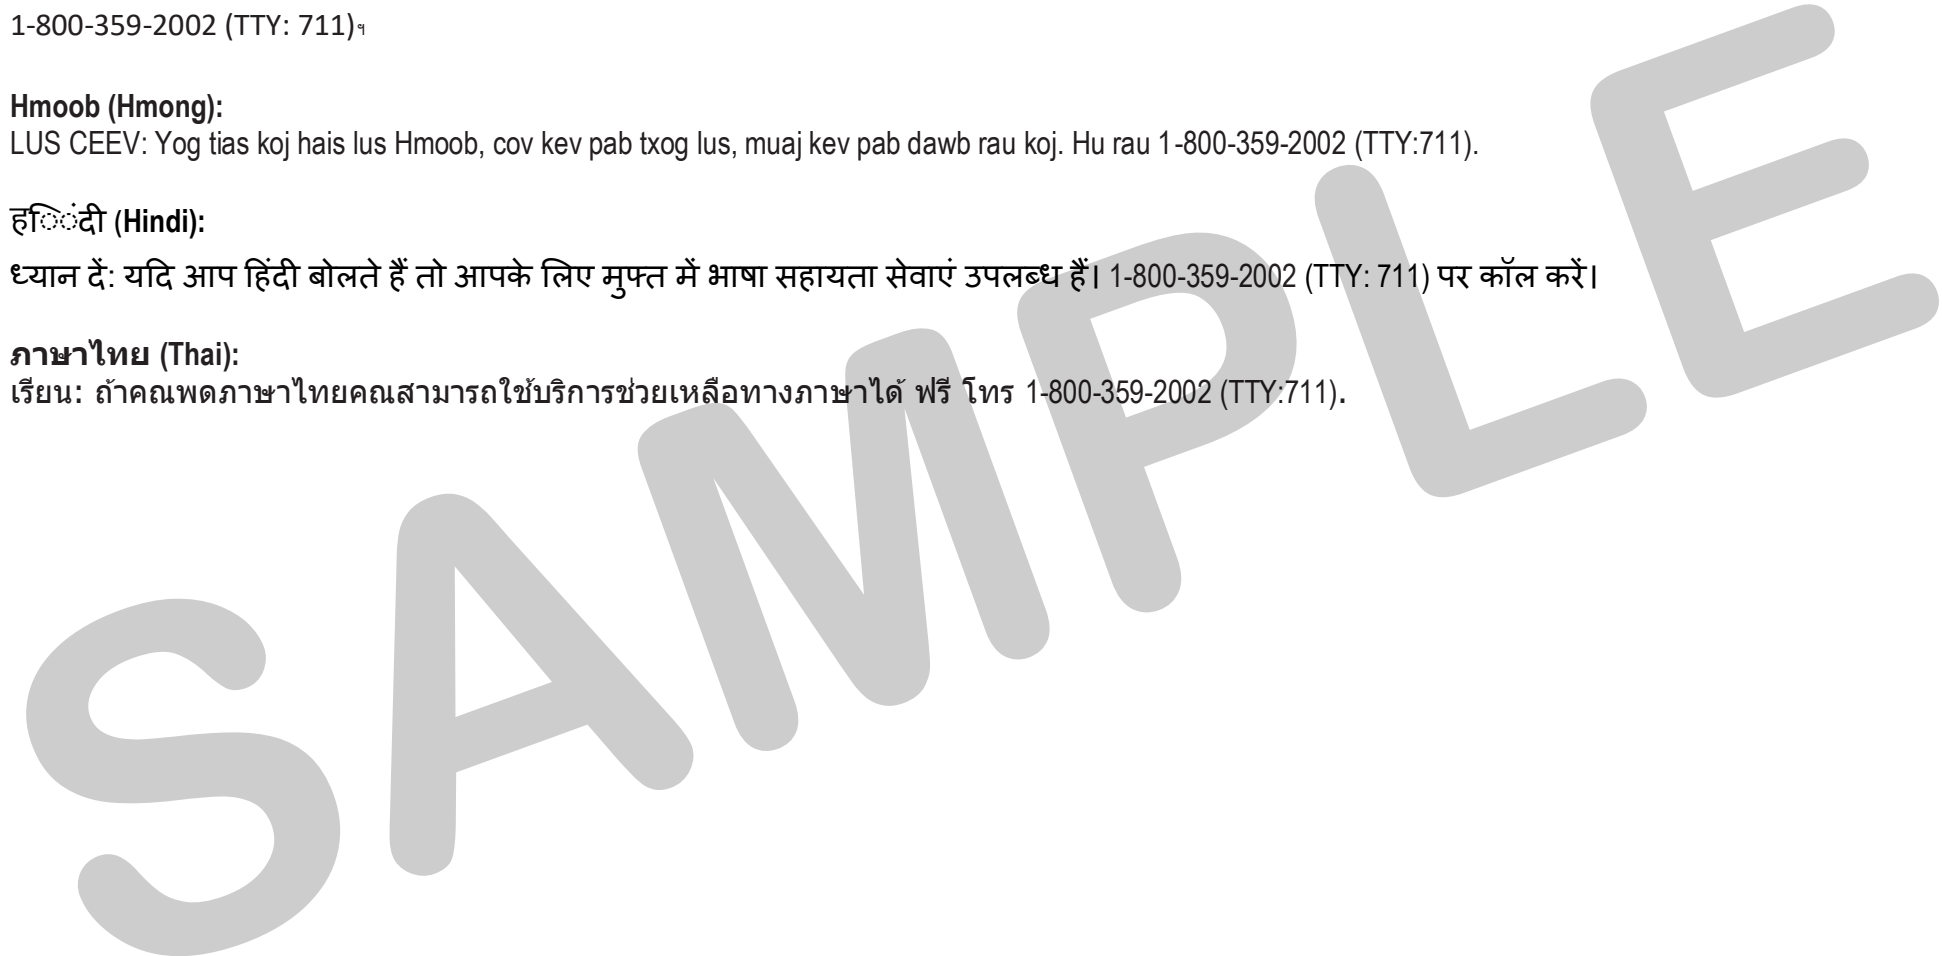 1-800-359-2002 (TTY: 711)។
Hmoob (Hmong):
LUS CEEV: Yog tias koj hais lus Hmoob, cov kev pab txog lus, muaj kev pab dawb rau koj. Hu rau 1-800-359-2002 (TTY:711).
हििंदी (Hindi):
ध्यान दें: यदि आप हिंदी बोलते हैं तो आपके लिए मुफ्त में भाषा सहायता सेवाएं उपलब्ध हैं। 1-800-359-2002 (TTY: 711) पर कॉल करें।
ภาษาไทย (Thai):
เรียน: ถ้าคณพดภาษาไทยคณสามารถใช้บริการช่วยเหลือทางภาษาได้ ฟรี โทร 1-800-359-2002 (TTY:711).
SAMPLE